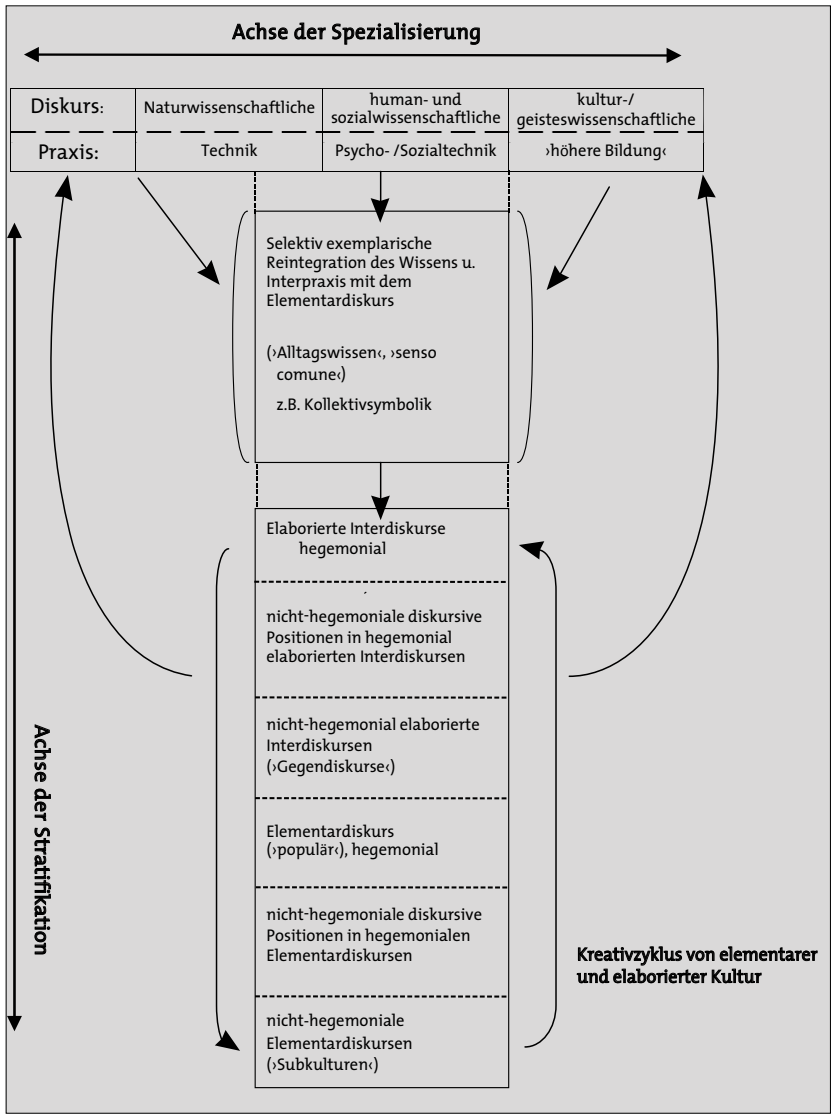 Achse der Spezialisierung
Diskurs:
Naturwissenschaftliche
human- und
sozialwissenschaftliche
kultur-/
geisteswissenschaftliche
Praxis:
Technik
Psycho- /Sozialtechnik
›höhere Bildung‹
Selektiv exemplarische
Reintegration des Wissens u.
Interpraxis mit dem
Elementardiskurs
(›Alltagswissen‹, ›senso
comune‹)
z.B. Kollektivsymbolik
Elaborierte Interdiskurse
hegemonial
nicht-hegemoniale diskursive
Positionen in hegemonial
elaborierten Interdiskursen
nicht-hegemonial elaborierte
Interdiskursen
(›Gegendiskurse‹)
Elementardiskurs
(›populär‹), hegemonial
nicht-hegemoniale diskursive
Positionen in hegemonialen
Elementardiskursen
nicht-hegemoniale
Elementardiskursen
(›Subkulturen‹)
Achse der Stratifikation
Kreativzyklus von elementarer
und elaborierter Kultur